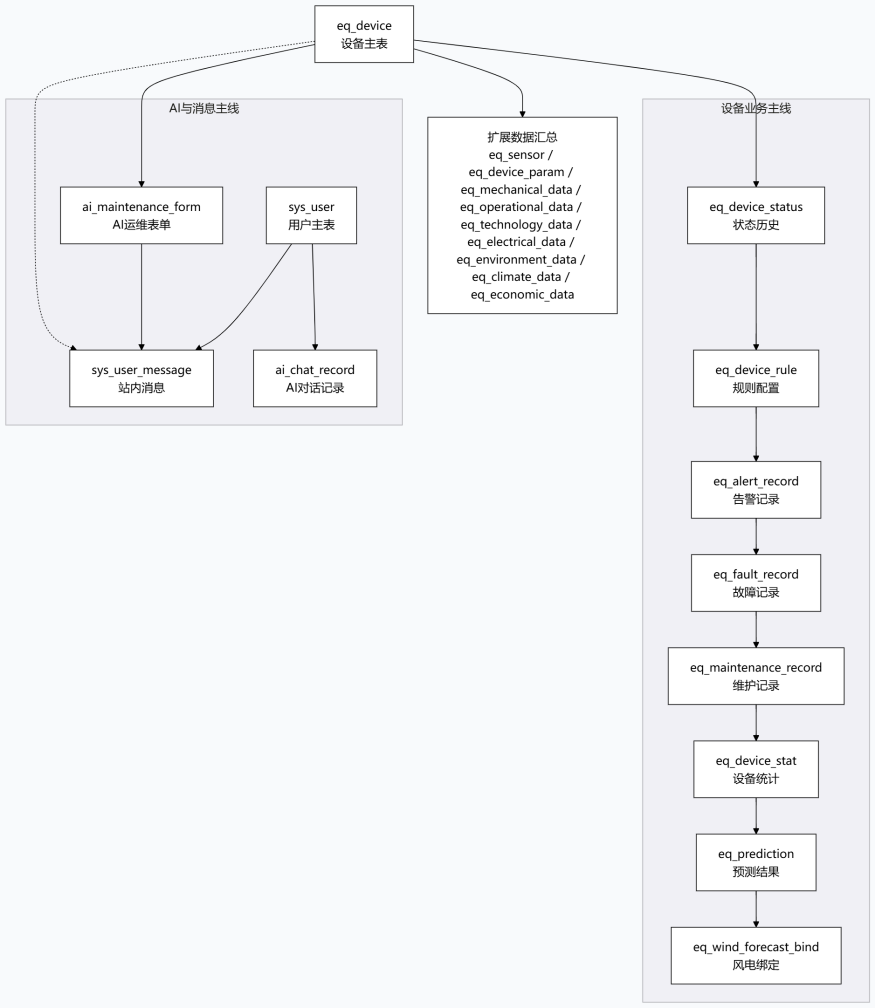 eq_device
设备主表
AI与消息主线
ai_maintenance_form
AI运维表单
sys_user
用户主表
sys_user_message
站内消息
ai_chat_record
AI对话记录
扩展数据汇总
eq_sensor /
eq_device_param /
eq_mechanical_data /
eq_operational_data /
eq_technology_data /
eq_electrical_data /
eq_environment_data /
eq_climate_data /
eq_economic_data
设备业务主线
eq_device_status
状态历史
eq_device_rule
规则配置
eq_alert_record
告警记录
eq_fault_record
故障记录
eq_maintenance_record
维护记录
eq_device_stat
设备统计
eq_prediction
预测结果
eq_wind_forecast_bind
风电绑定